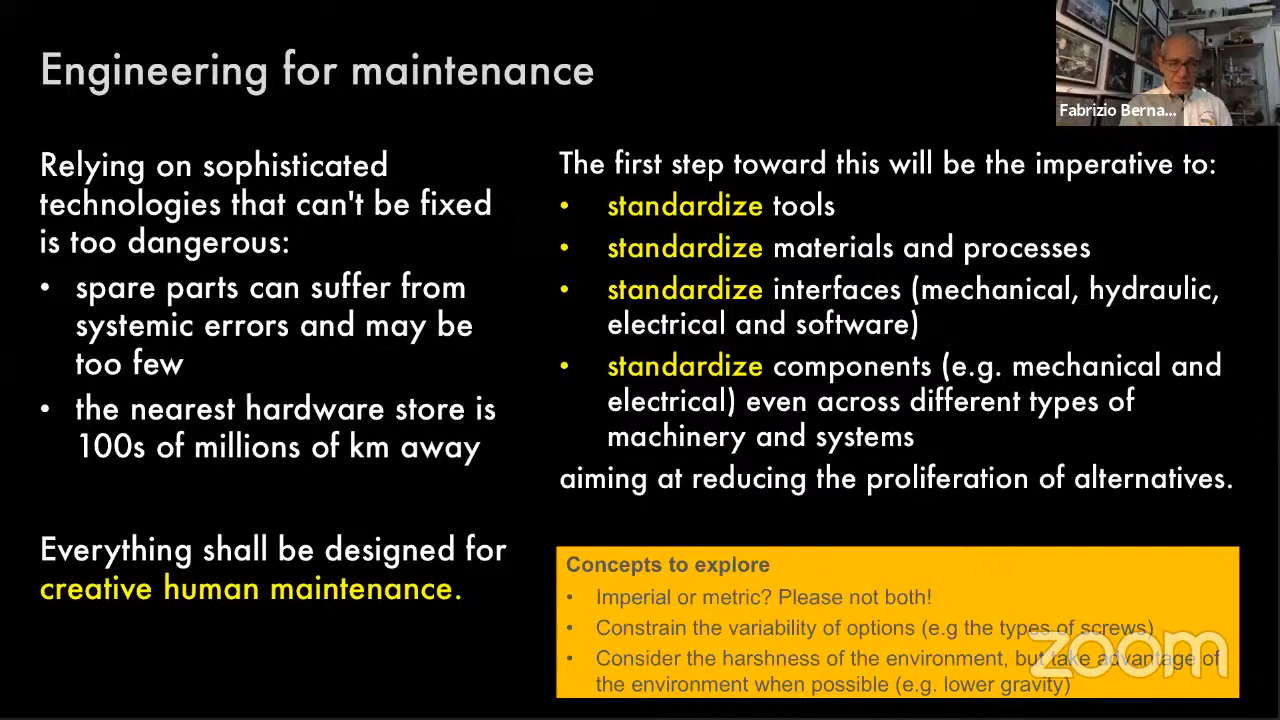 Engineering for maintenance
Fabrizio Berna...
Relying on sophisticated
technologies that can't be fixed
is too dangerous:
• spare parts can suffer from
systemic errors and may be
too few
• the nearest hardware store is
100s of millions of km away
Everything shall be designed for
creative human maintenance.
The first step toward this will be the imperative to:
• standardize tools
• standardize materials and processes
• standardize interfaces (mechanical, hydraulic,
electrical and software)
• standardize components (e.g. mechanical and
electrical) even across different types of
machinery and systems
aiming at reducing the proliferation of alternatives.
Concepts to explore
• Imperial or metric? Please not both!
• Constrain the variability of options (e.g the types of screws)
• Consider the harshness of the environment, but take advantage of
the environment when possible (e.g. lower gravity)
zoom